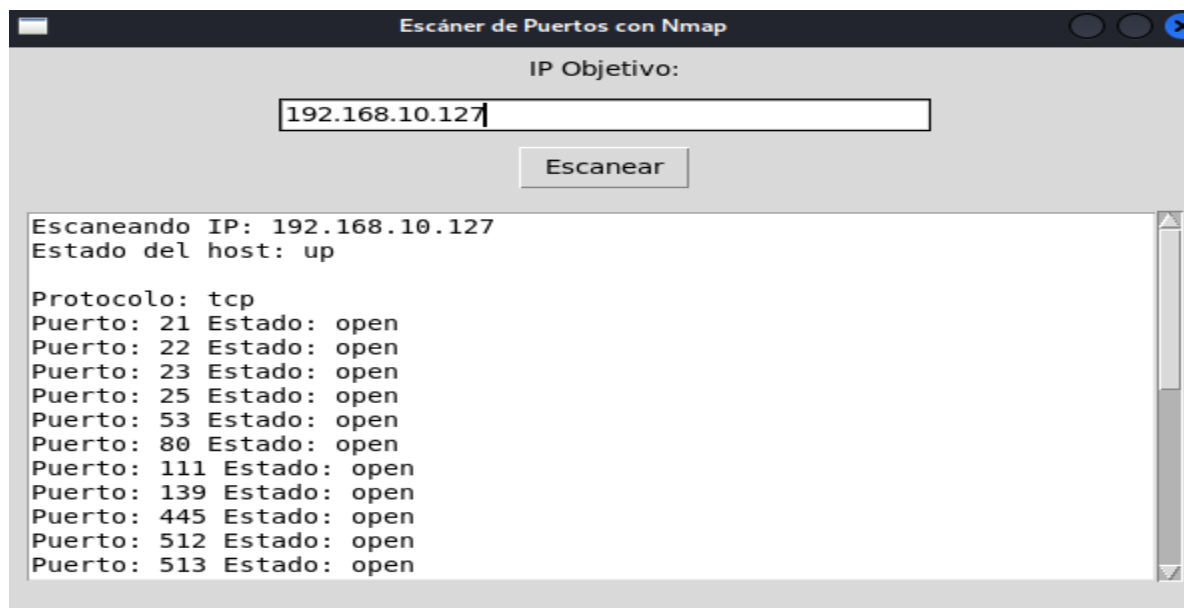 Escáner de Puertos con Nmap
IP Objetivo:
192.168.10.127
Escanear
Escaneando IP: 192.168.10.127
Estado del host: up
Protocolo: tcp
Puerto: 21 Estado: open
Puerto: 22 Estado: open
Puerto: 23 Estado: open
Puerto: 25 Estado: open
Puerto: 53 Estado: open
Puerto: 80 Estado: open
Puerto: 111 Estado: open
Puerto: 139 Estado: open
Puerto: 445 Estado: open
Puerto: 512 Estado: open
Puerto: 513 Estado: open